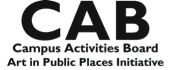 CAB
Campus Activities Board
Art in Public Places Initiative